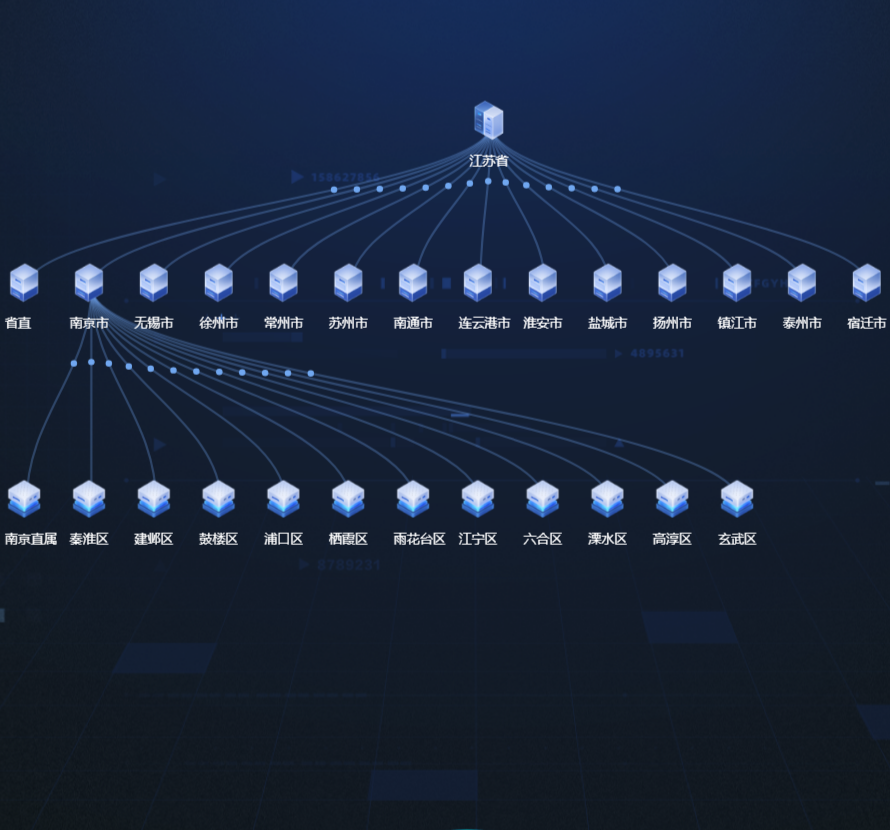 江苏省
158627856
省直 南京市 无锡市 徐州市 常州市 苏州市 南通市 连云港市 淮安市 盐城市 扬州市 镇江市 泰州市 宿迁市
4895631
南京直属 秦淮区 建邺区 鼓楼区 浦口区 栖霞区 雨花台区 江宁区 六合区 溧水区 高淳区 玄武区
8789231